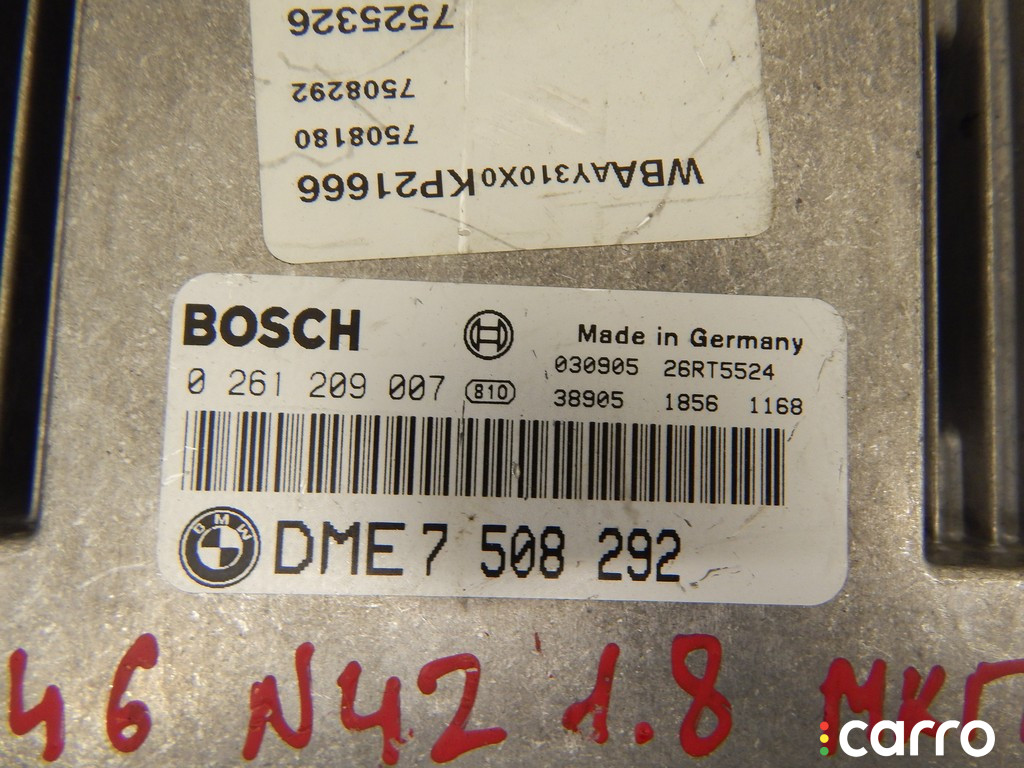 7525326
7508292
7508180
WBAAY310X0KP21666
BOSCH
Made in Germany
0 261 209 007
810
030905 26RT5524
38905 1856 1168
BMW
DME 7 508 292
46 N42 1.8 МКП
carro